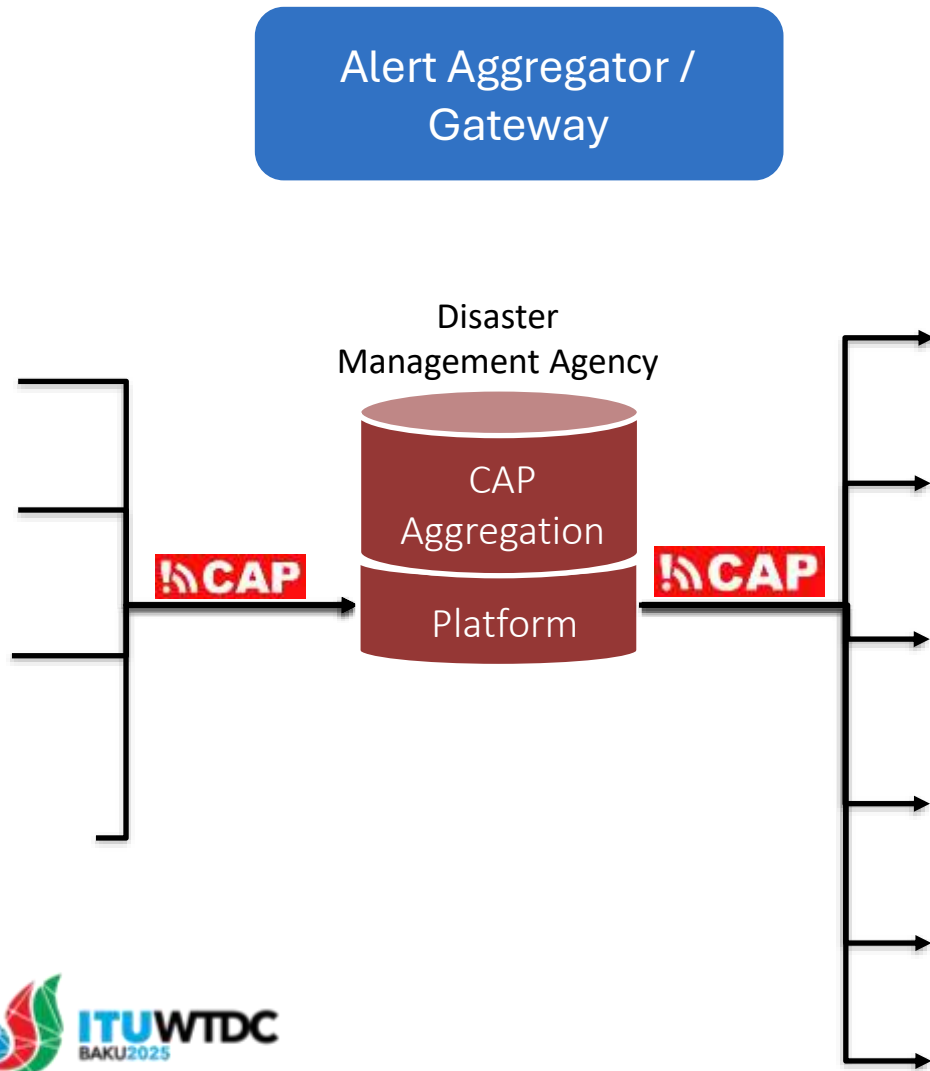 Alert Aggregator /
Gateway
Disaster
Management Agency
CAP
Aggregation
Platform
CAP
CAP
ITUWTDC
BAKU2025